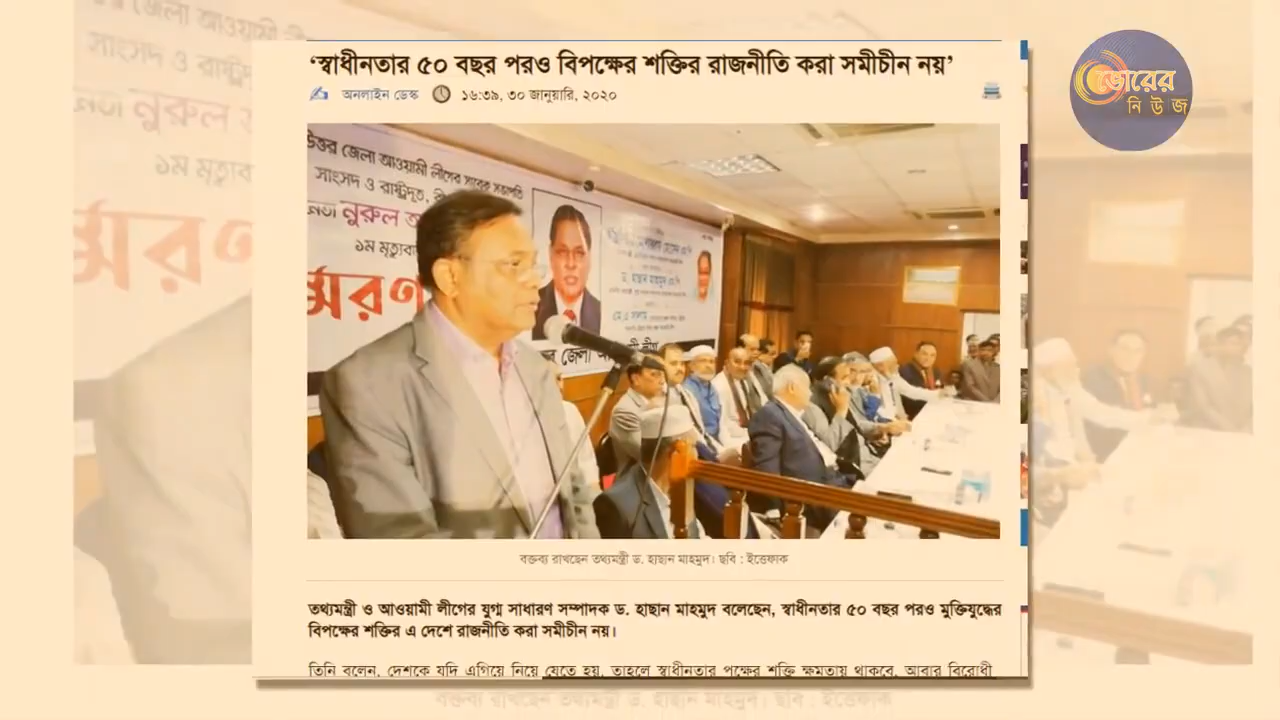 ‘স্বাধীনতার ৫০ বছর পরও বিপক্ষের শক্তির রাজনীতি করা সমীচীন নয়’
অনলাইন ডেস্ক ১৬:৩৯, ৩০ জানুয়ারি, ২০২০
ভোরের
নিউজ
উত্তর জেলা আওয়ামী লীগের সাবেক সভাপতি
সাংসদ ও রাষ্ট্রদূত,
নুরুল
১ম
স্মরণ
জেলা
বক্তব্য রাখছেন তথ্যমন্ত্রী ড. হাছান মাহমুদ। ছবি : ইত্তেফাক
তথ্যমন্ত্রী ও আওয়ামী লীগের যুগ্ম সাধারণ সম্পাদক ড. হাছান মাহমুদ বলেছেন, স্বাধীনতার ৫০ বছর পরও মুক্তিযুদ্ধের
বিপক্ষের শক্তির এ দেশে রাজনীতি করা সমীচীন নয়।
তিনি বলেন, দেশকে যদি এগিয়ে নিয়ে যেতে হয়, তাহলে স্বাধীনতার পক্ষের শক্তি ক্ষমতায় থাকবে, আবার বিরোধী